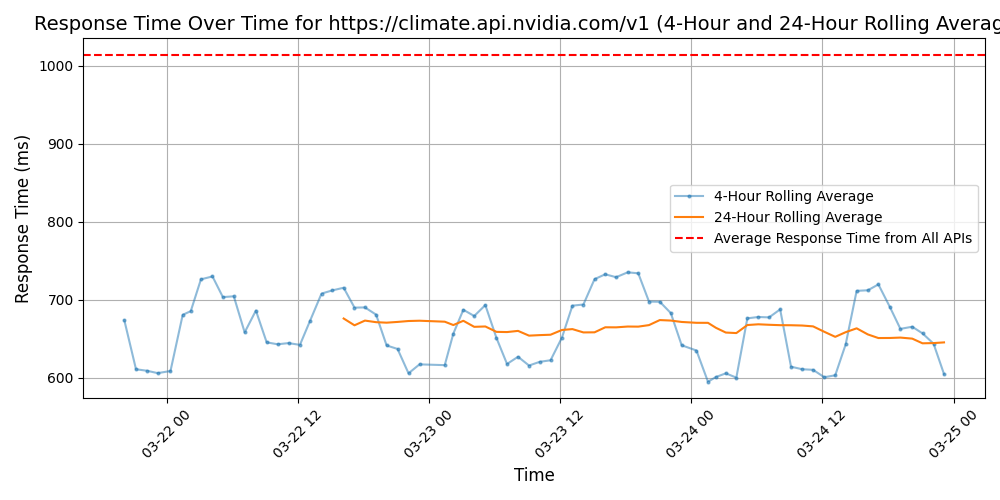 Response Time Over Time for https://climate.api.nvidia.com/v1 (4-Hour and 24-Hour Rolling Averag
Response Time (ms)
1000
900
800
700
600
4-Hour Rolling Average
24-Hour Rolling Average
Average Response Time from All APIs
03-22 00
03-22 12
03-23 00
03-23 12
03-24 00
03-24 12
03-25 00
Time